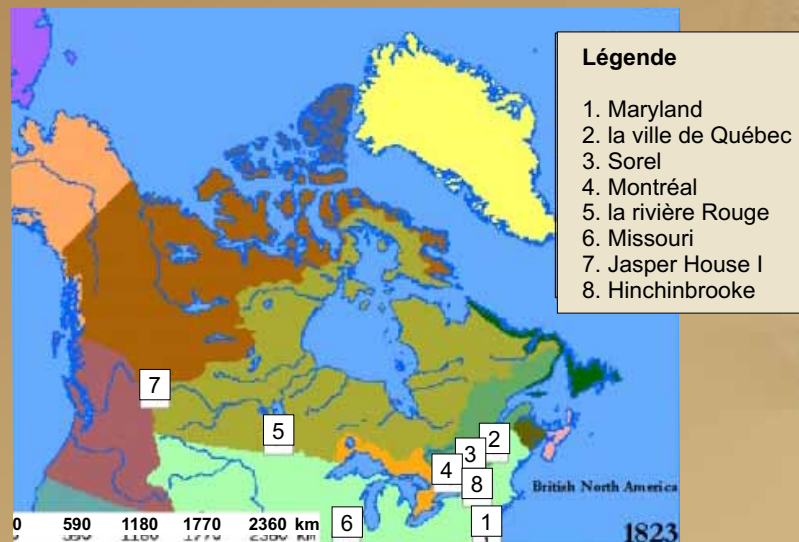 Légende
1. Maryland
2. la ville de Québec
3. Sorel
4. Montréal
5. la rivière Rouge
6. Missouri
7. Jasper House I
8. Hinchinbrooke
7
5
2
3
4
8
British North America
0 590 1180 1770 2360 km
6
1
1823